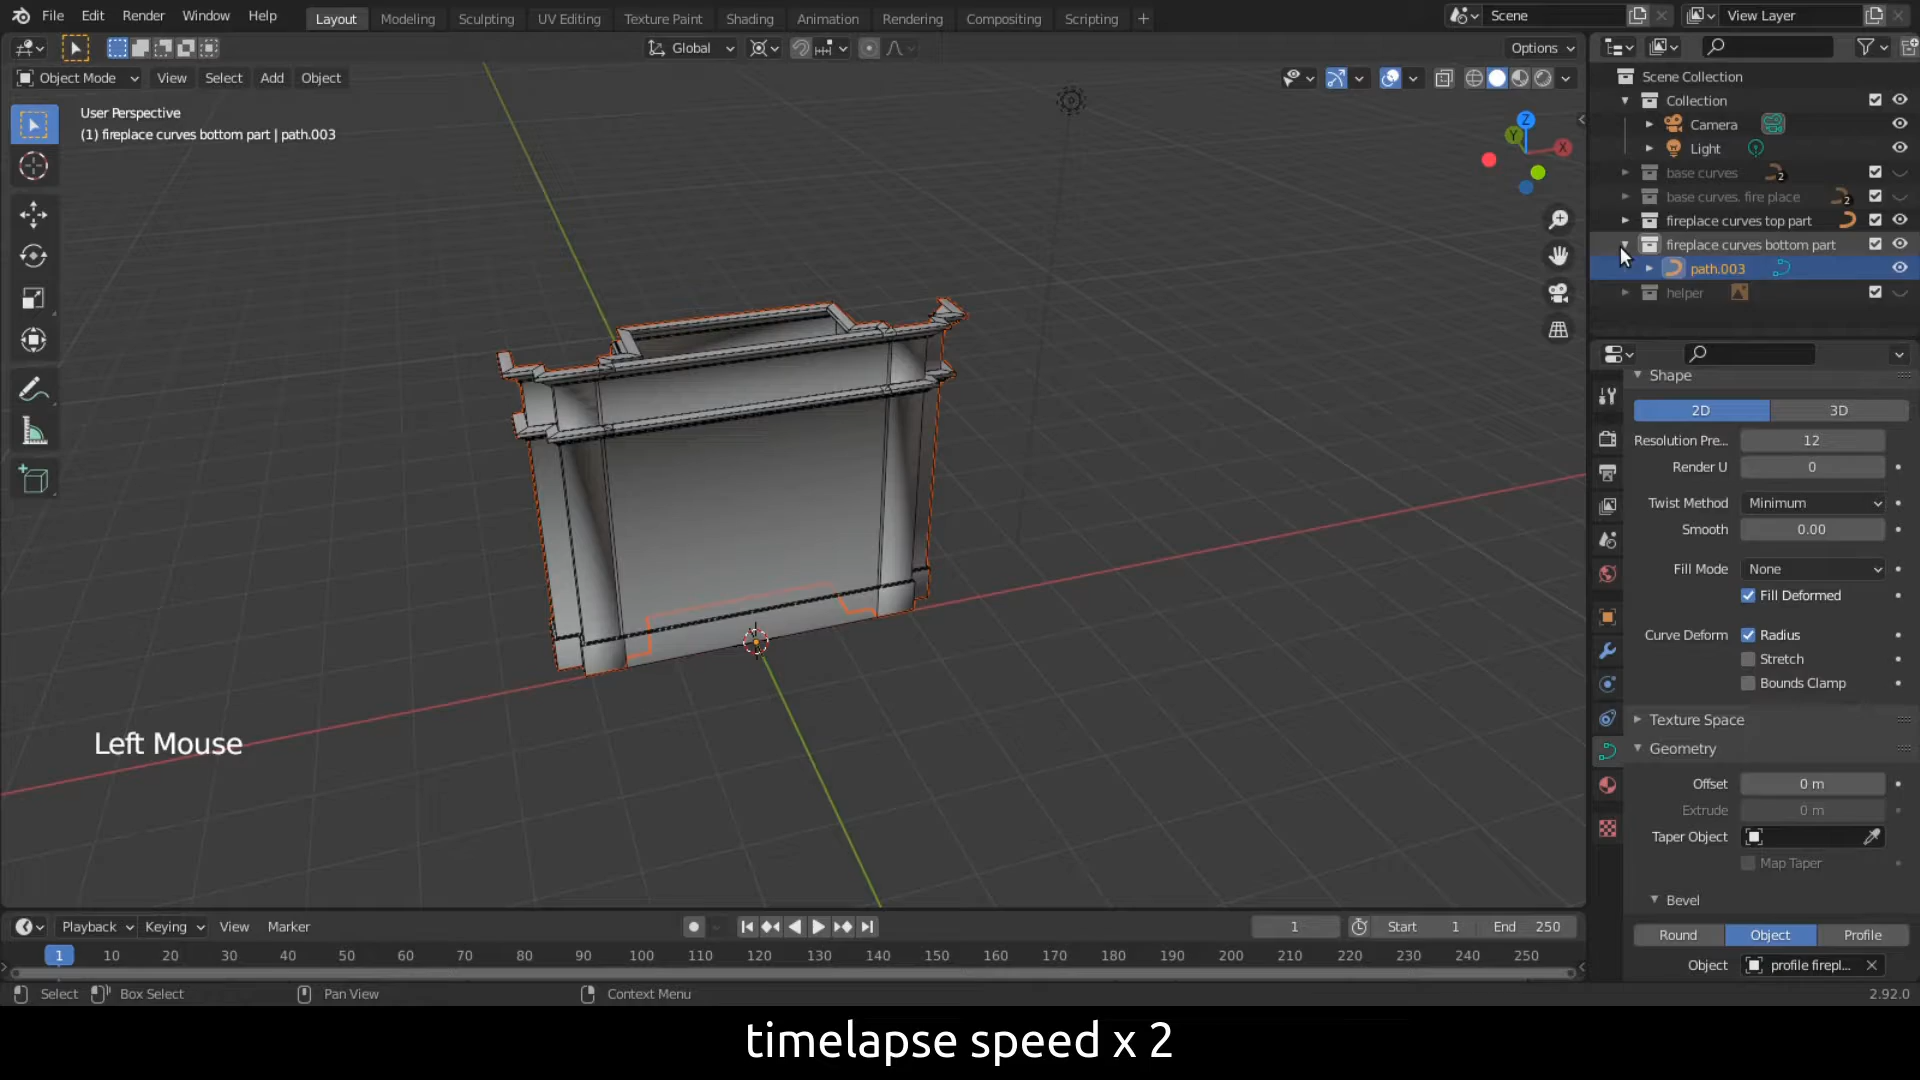 File Edit Render Window Help Layout Modeling Sculpting UV Editing Texture Paint Shading Animation Rendering Compositing Scripting + Scene View Layer
Global Options
Object Mode View Select Add Object
User Perspective
(1) fireplace curves bottom part | path.003
Z
Y
X
Left Mouse
Scene Collection
Collection
Camera
Light
base curves 2
base curves. fire place 2
fireplace curves top part
fireplace curves bottom part
path.003
helper
Shape
2D 3D
Resolution Pre... 12
Render U 0
Twist Method Minimum
Smooth 0.00
Fill Mode None
Fill Deformed
Curve Deform Radius
Stretch
Bounds Clamp
Texture Space
Geometry
Offset 0 m
Extrude 0 m
Taper Object
Map Taper
Bevel
Round Object Profile
Object profile firepl...
Playback Keying View Marker 1 Start 1 End 250
1 10 20 30 40 50 60 70 80 90 100 110 120 130 140 150 160 170 180 190 200 210 220 230 240 250
Select Box Select Pan View Context Menu 2.92.0
timelapse speed x 2